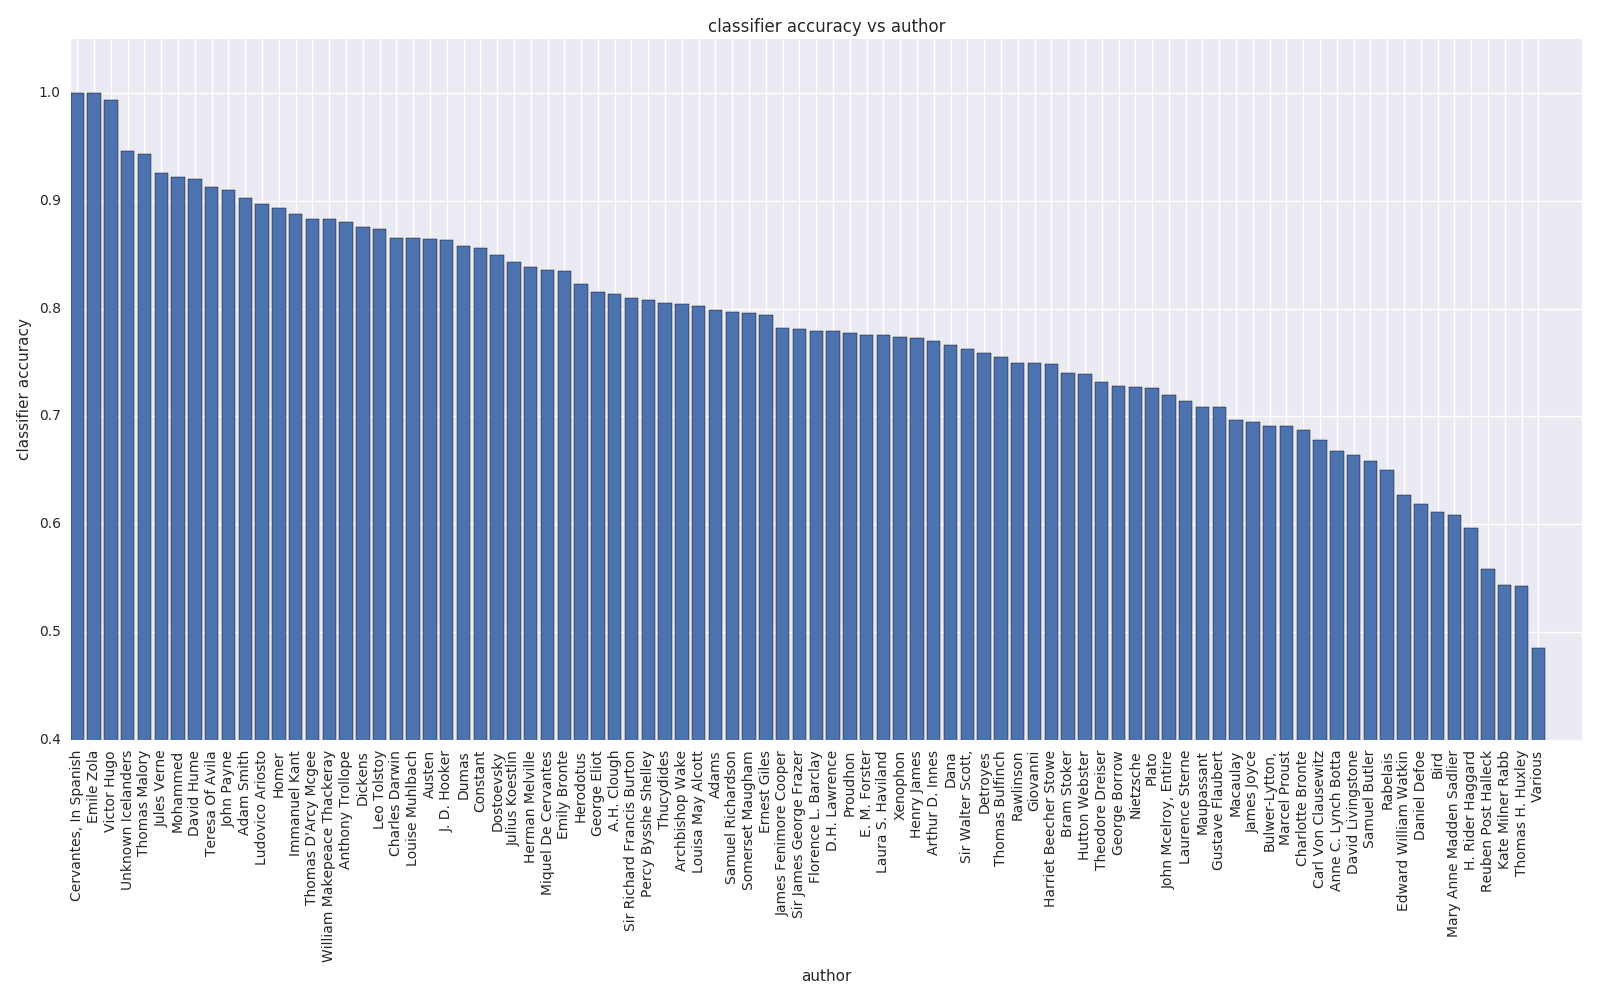 classifier accuracy vs author
classifier accuracy
1.0
0.9
0.8
0.7
0.6
0.5
0.4
Cervantes, In Spanish
Emile Zola
Victor Hugo
Unknown Icelanders
Thomas Malory
Jules Verne
Mohammed
David Hume
Teresa Of Avila
John Payne
Adam Smith
Ludovico Ariosto
Homer
Immanuel Kant
Thomas D'Arcy Mcgee
William Makepeace Thackeray
Anthony Trollope
Dickens
Leo Tolstoy
Charles Darwin
Louise Muhlbach
Austen
J. D. Hooker
Dumas
Constant
Dostoevsky
Julius Koestlin
Herman Melville
Miquel De Cervantes
Emily Bronte
Herodotus
George Eliot
A.H. Clough
Sir Richard Francis Burton
Percy Bysshe Shelley
Thucydides
Archbishop Wake
Louisa May Alcott
Adams
Samuel Richardson
Somerset Maugham
Ernest Giles
James Fenimore Cooper
Sir James George Frazer
Florence L. Barclay
D.H. Lawrence
Proudhon
E. M. Forster
Laura S. Haviland
Xenophon
Henry James
Arthur D. Innes
Dana
Sir Walter Scott,
Detroyes
Thomas Bulfinch
Rawlinson
Giovanni
Harriet Beecher Stowe
Bram Stoker
Hutton Webster
Theodore Dreiser
George Borrow
Nietzsche
Plato
John Mcelroy, Entire
Laurence Sterne
Maupassant
Gustave Flaubert
Macaulay
James Joyce
Bulwer-Lytton,
Marcel Proust
Charlotte Bronte
Carl Von Clausewitz
Anne C. Lynch Botta
David Livingstone
Samuel Butler
Rabelais
Edward William Watkin
Daniel Defoe
Bird
Mary Anne Madden Sadlier
H. Rider Haggard
Reuben Post Halleck
Kate Milner Rabb
Thomas H. Huxley
Various
author